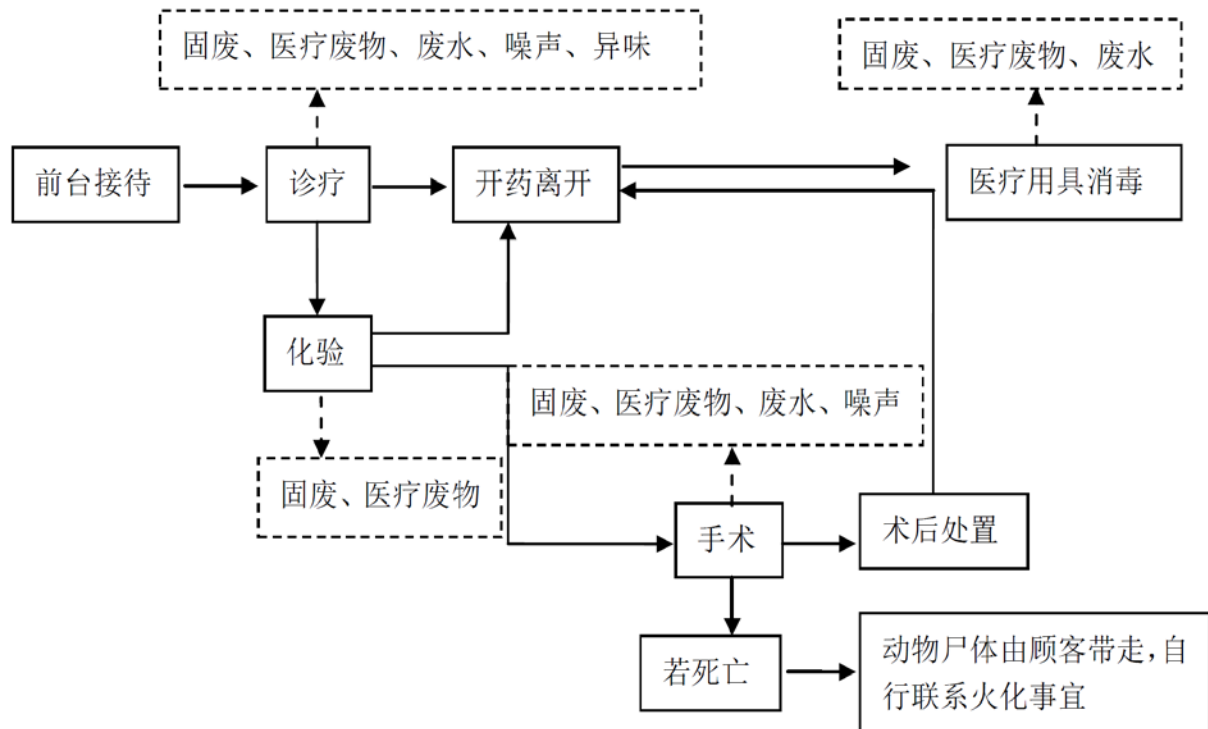 固废、医疗废物、废水、噪声、异味
固废、医疗废物、废水
前台接待
诊疗
开药离开
医疗用具消毒
化验
固废、医疗废物、废水、噪声
固废、医疗废物
手术
术后处置
若死亡
动物尸体由顾客带走，自
行联系火化事宜